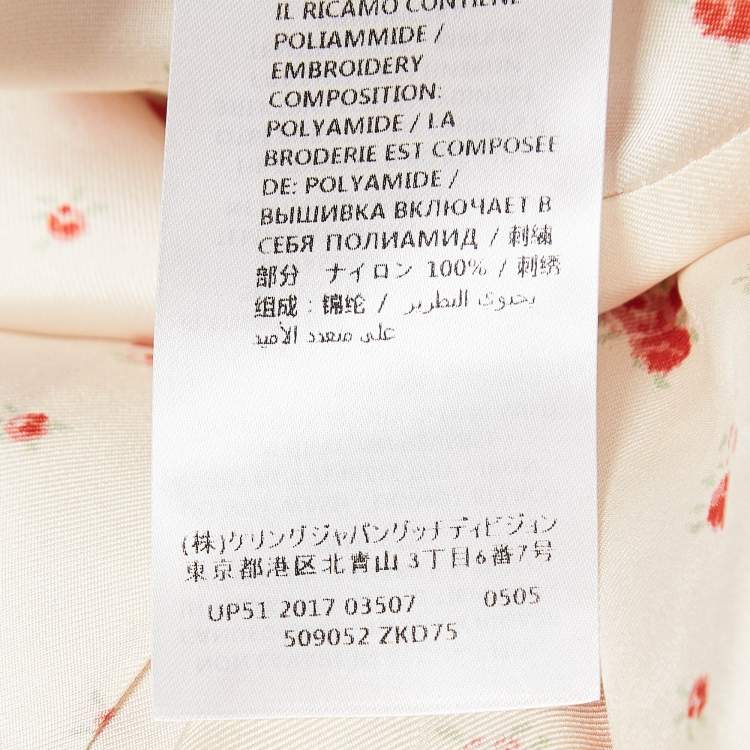 IL RICAMO CONTIENE
POLIAMMIDE /
EMBROIDERY
COMPOSITION:
POLYAMIDE / LA
BRODERIE EST COMPOSÉE
DE: POLYAMIDE /
ВЫШИВКА ВКЛЮЧАЕТ В
СЕБЯ ПОЛИАМИД / 刺繍
部分 ナイロン 100% / 刺绣
组成 : 锦纶 / يحتوي التطريز
على متعدد الأميد
(株)ケリングジャパングッチディビジョン
東京都港区北青山 3丁目6番7号
UP51 2017 03507 0505
509052 ZKD75